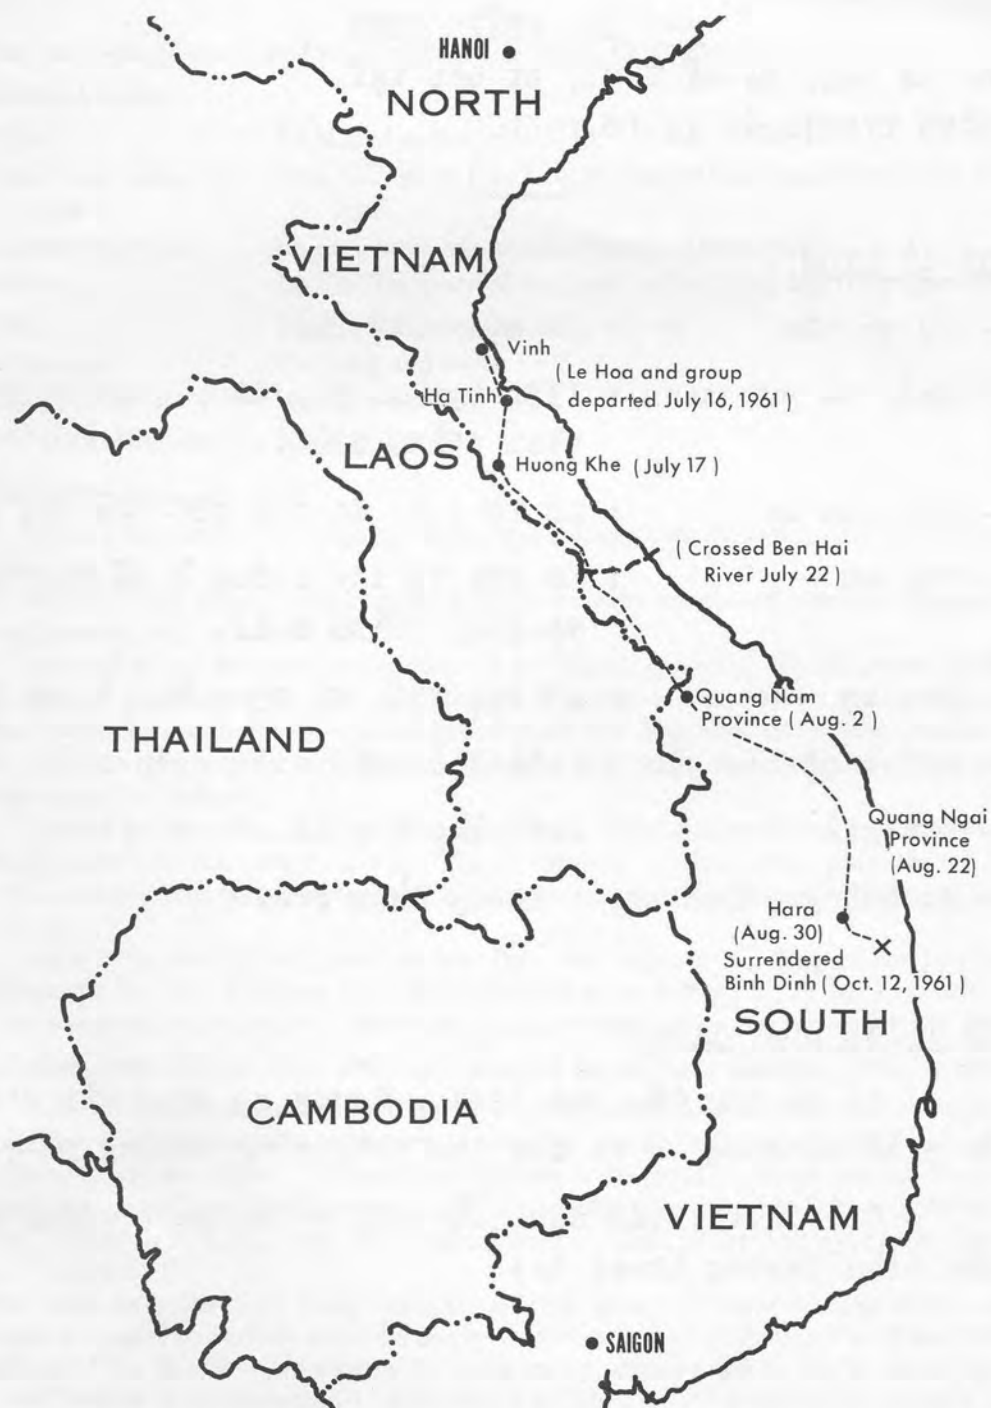 HANOI
NORTH
VIETNAM
Vinh
( Le Hoa and group
departed July 16, 1961 )
Ha Tinh
LAOS
Huong Khe ( July 17 )
( Crossed Ben Hai
River July 22 )
Quang Nam
Province ( Aug. 2 )
THAILAND
Quang Ngai
Province
(Aug. 22)
Hara
(Aug. 30)
Surrendered
Binh Dinh ( Oct. 12, 1961 )
SOUTH
CAMBODIA
VIETNAM
SAIGON